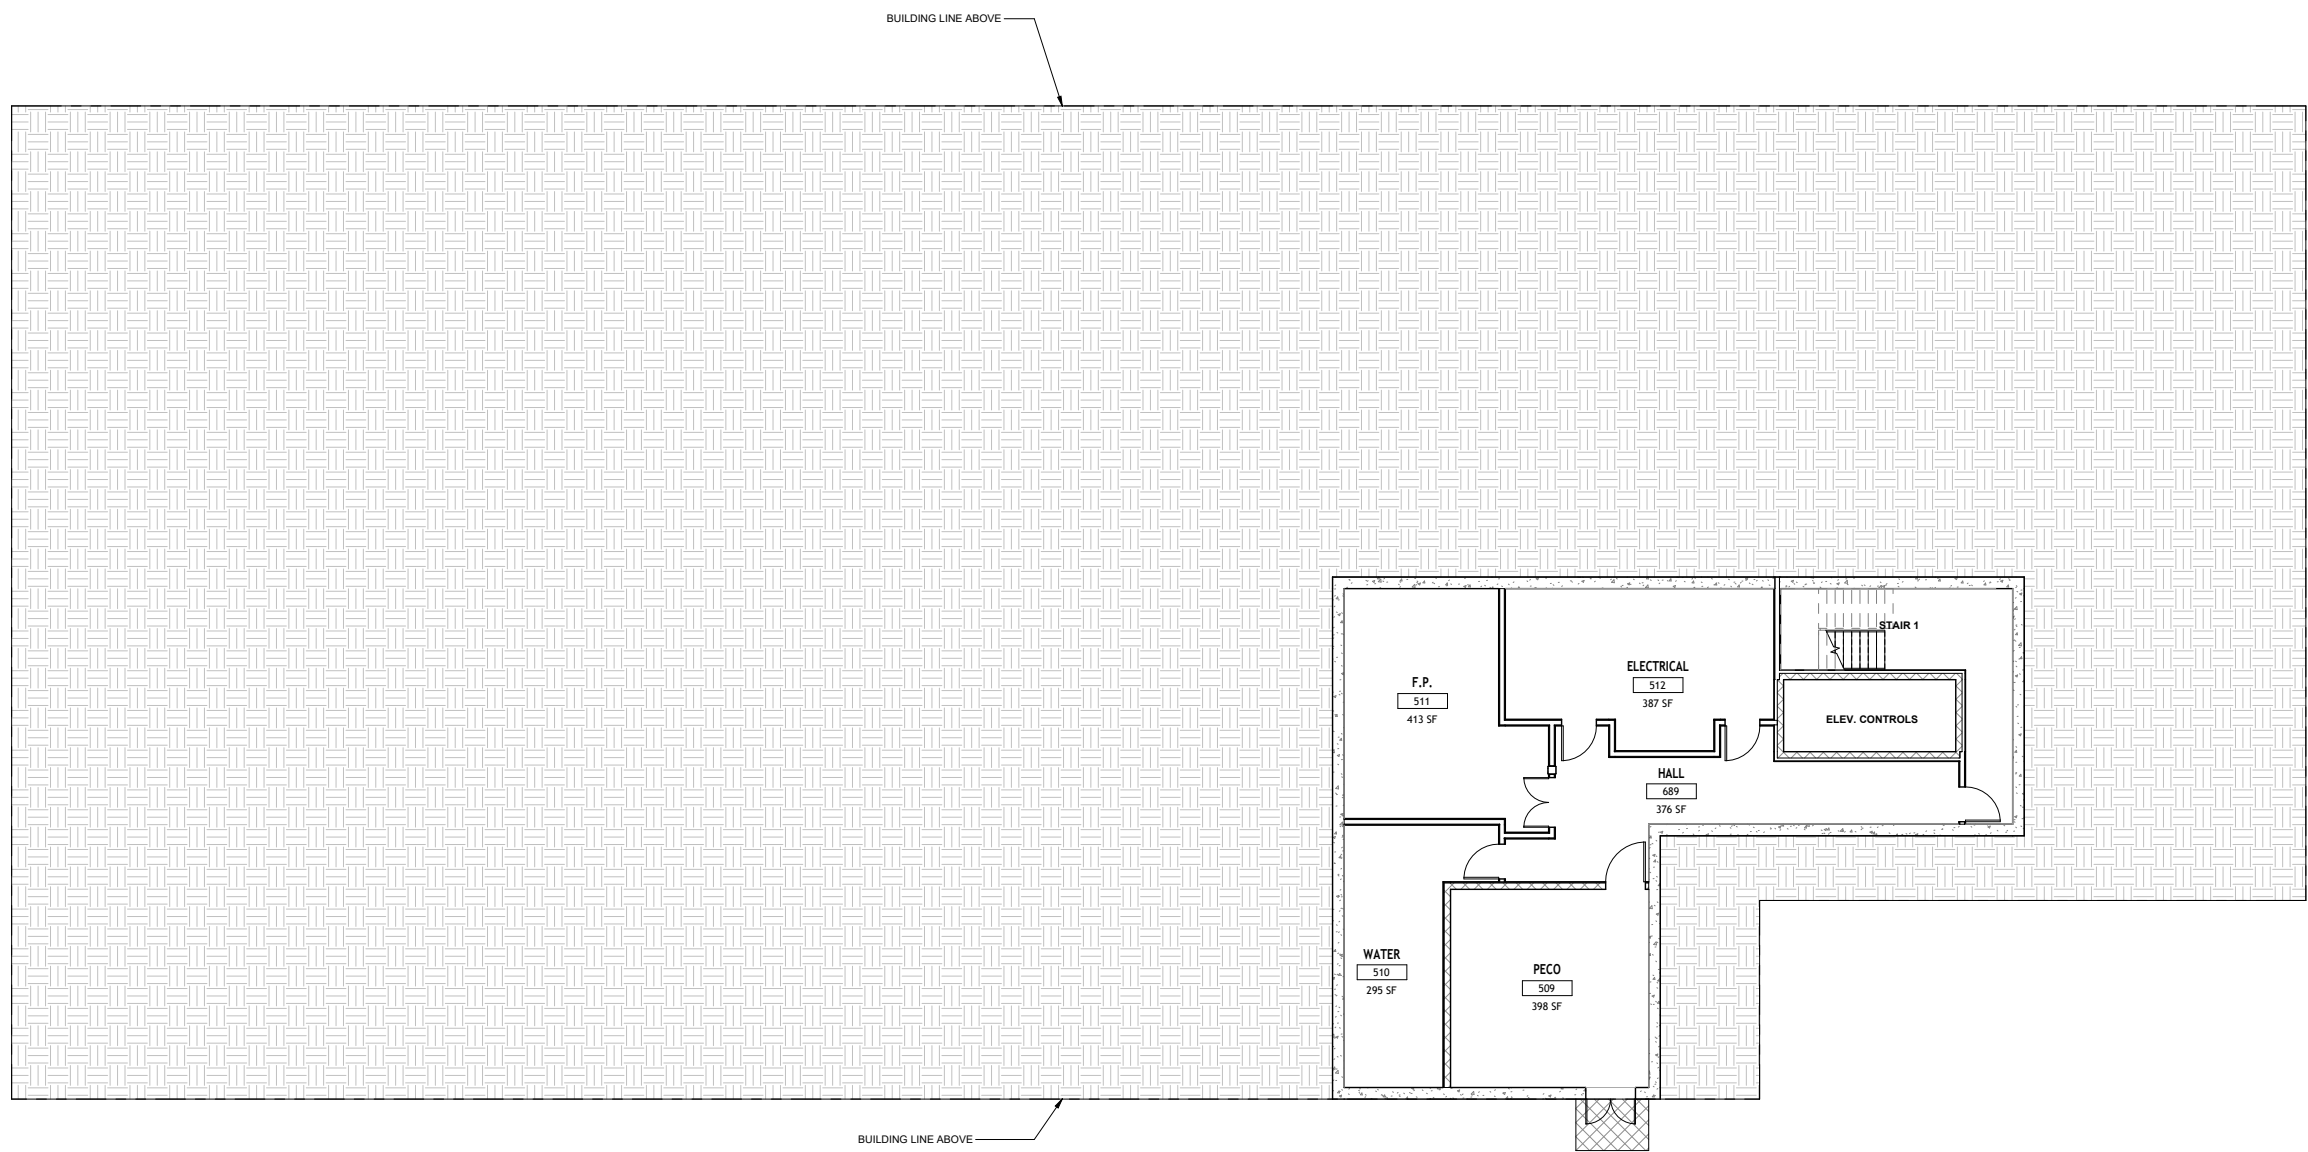 BUILDING LINE ABOVE
STAIR 1
ELECTRICAL
512
387 SF
F.P.
511
413 SF
ELEV. CONTROLS
HALL
689
376 SF
WATER
510
295 SF
PECO
509
398 SF
BUILDING LINE ABOVE